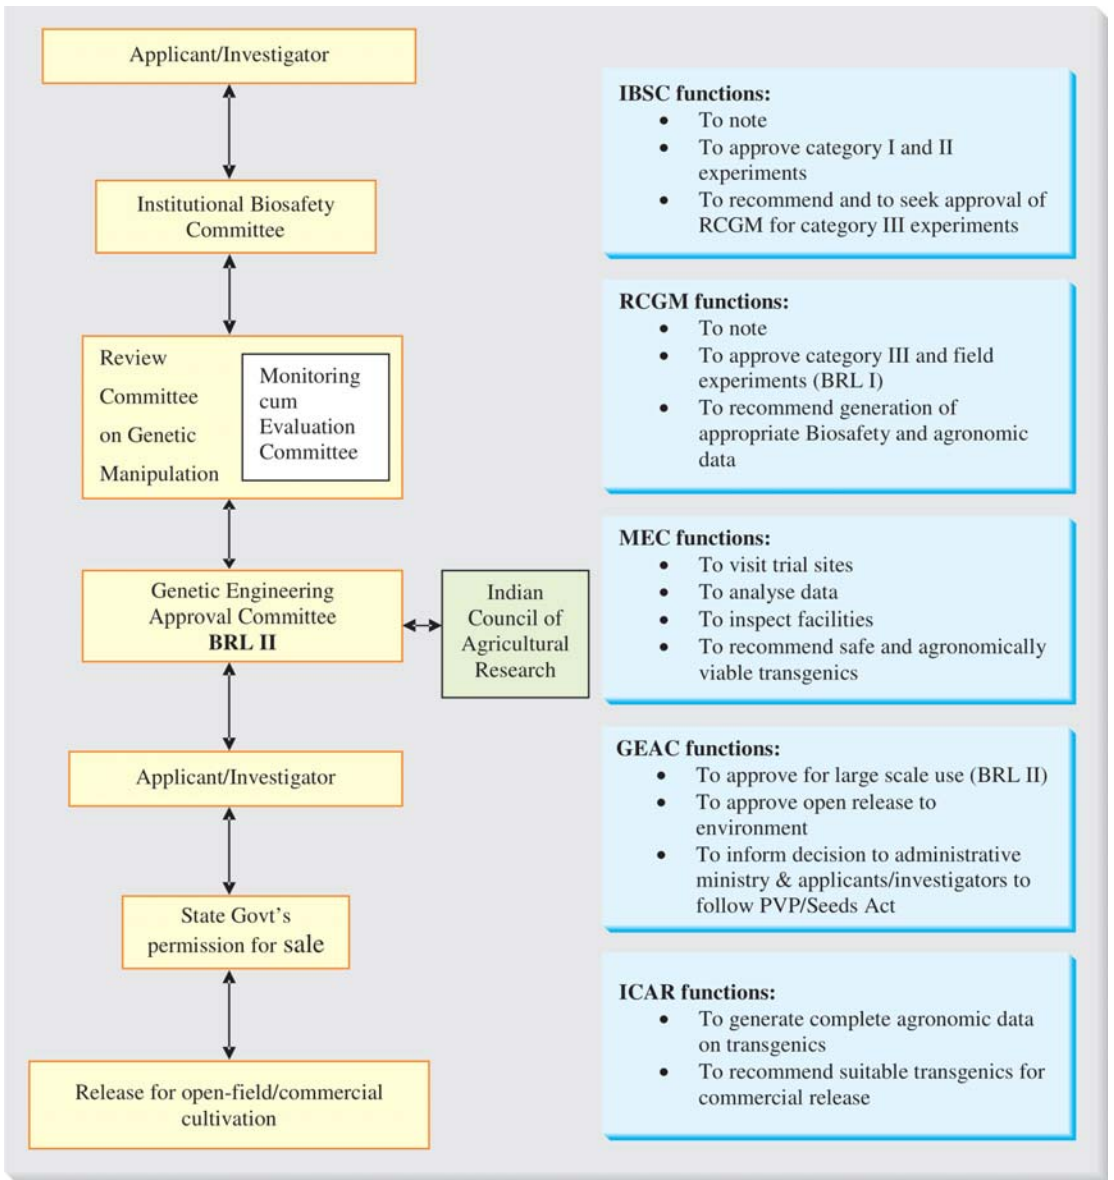 Applicant/Investigator
Institutional Biosafety
Committee
Review
Committee
on Genetic
Manipulation
Monitoring
cum
Evaluation
Committee
Genetic Engineering
Approval Committee
BRL II
Indian
Council of
Agricultural
Research
Applicant/Investigator
State Govt's
permission for sale
Release for open-field/commercial
cultivation
IBSC functions:
• To note
• To approve category I and II
experiments
• To recommend and to seek approval of
RCGM for category III experiments
RCGM functions:
• To note
• To approve category III and field
experiments (BRL I)
• To recommend generation of
appropriate Biosafety and agronomic
data
MEC functions:
• To visit trial sites
• To analyse data
• To inspect facilities
• To recommend safe and agronomically
viable transgenics
GEAC functions:
• To approve for large scale use (BRL II)
• To approve open release to
environment
• To inform decision to administrative
ministry & applicants/investigators to
follow PVP/Seeds Act
ICAR functions:
• To generate complete agronomic data
on transgenics
• To recommend suitable transgenics for
commercial release